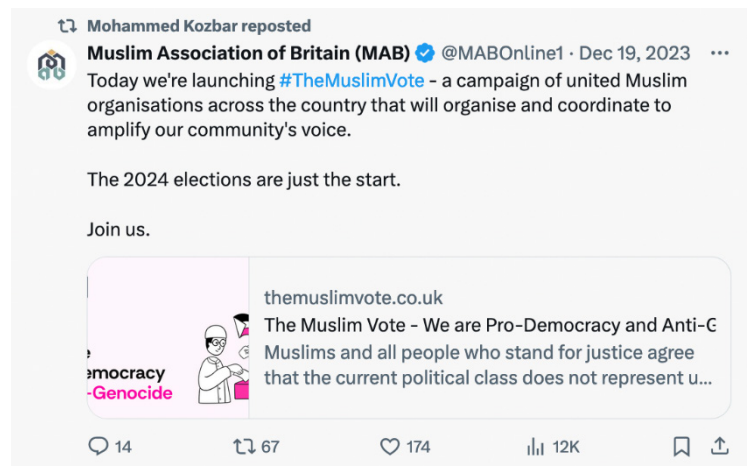 Mohammed Kozbar reposted
Muslim Association of Britain (MAB) @MABOnline1 · Dec 19, 2023 ···
Today we're launching #TheMuslimVote - a campaign of united Muslim
organisations across the country that will organise and coordinate to
amplify our community's voice.
The 2024 elections are just the start.
Join us.
emocracy
-Genocide
themuslimvote.co.uk
The Muslim Vote - We are Pro-Democracy and Anti-G
Muslims and all people who stand for justice agree
that the current political class does not represent u...
14 67 174 12K